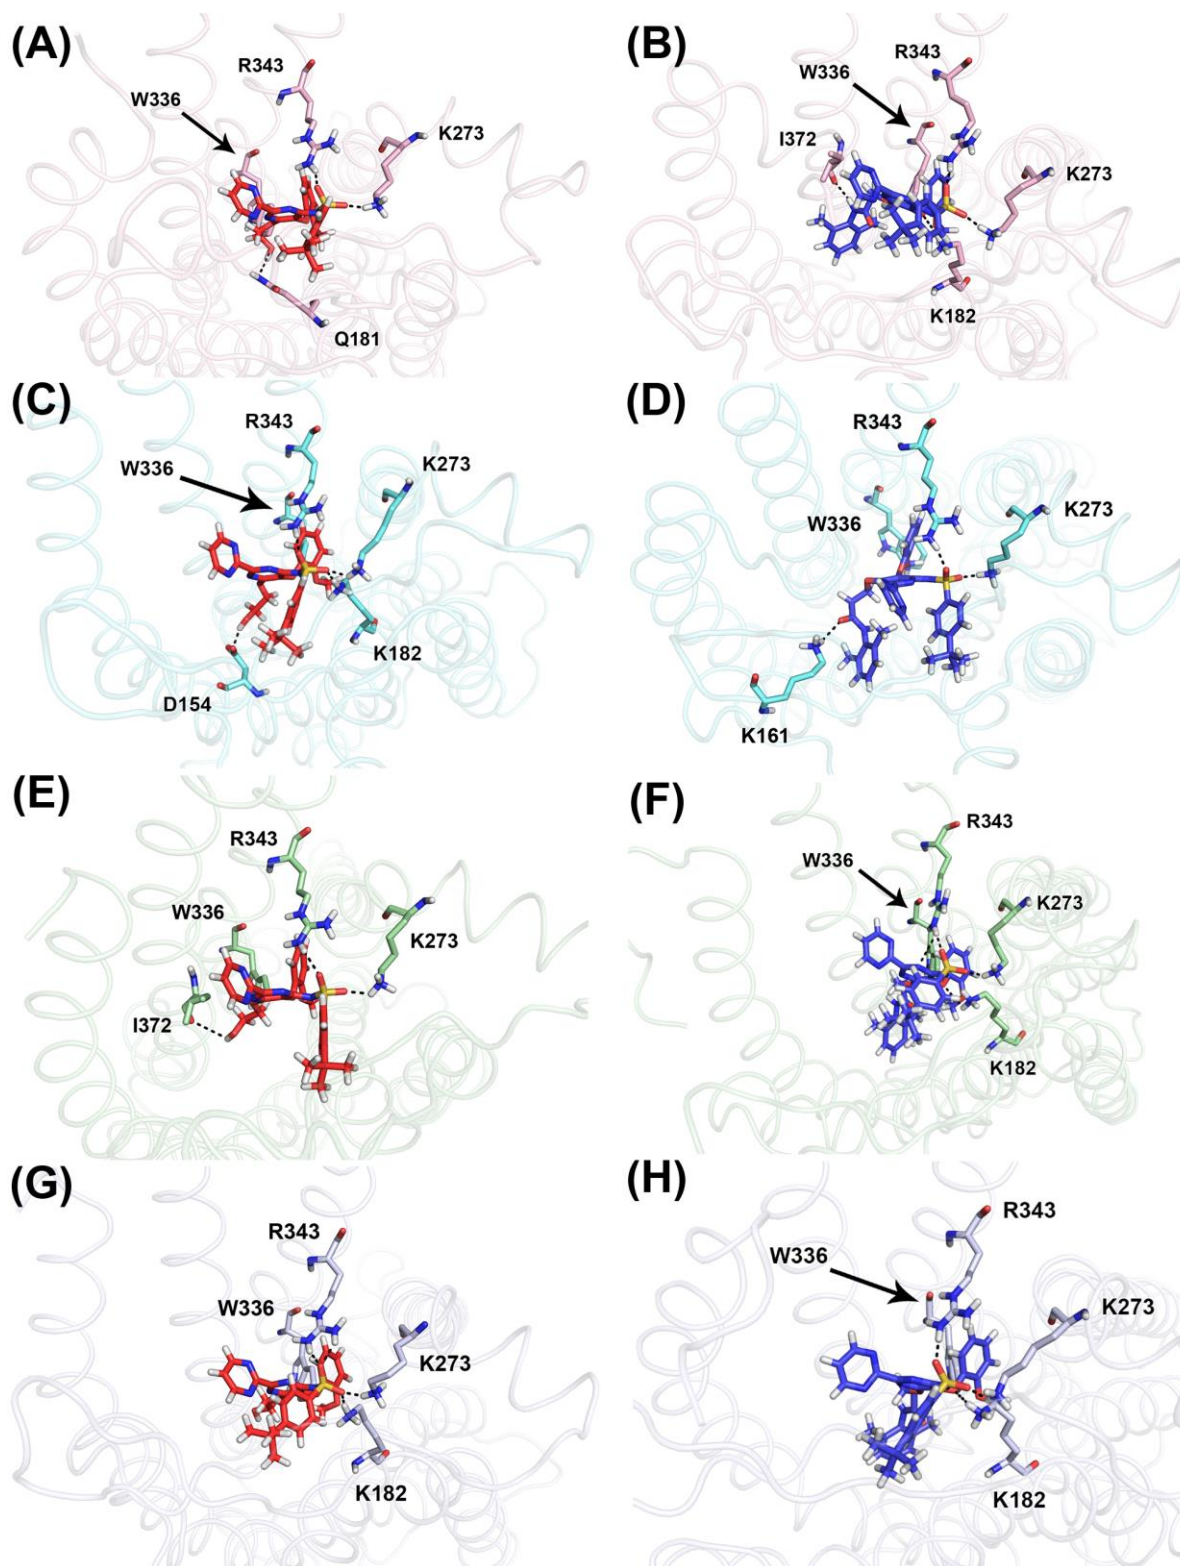 (A)
R343
W336
K273
Q181
(B)
R343
W336
I372
K273
K182
(C)
R343
W336
K273
K182
D154
(D)
R343
W336
K273
K161
(E)
R343
W336
K273
I372
(F)
R343
W336
K273
K182
(G)
R343
W336
K273
K182
(H)
R343
W336
K273
K182